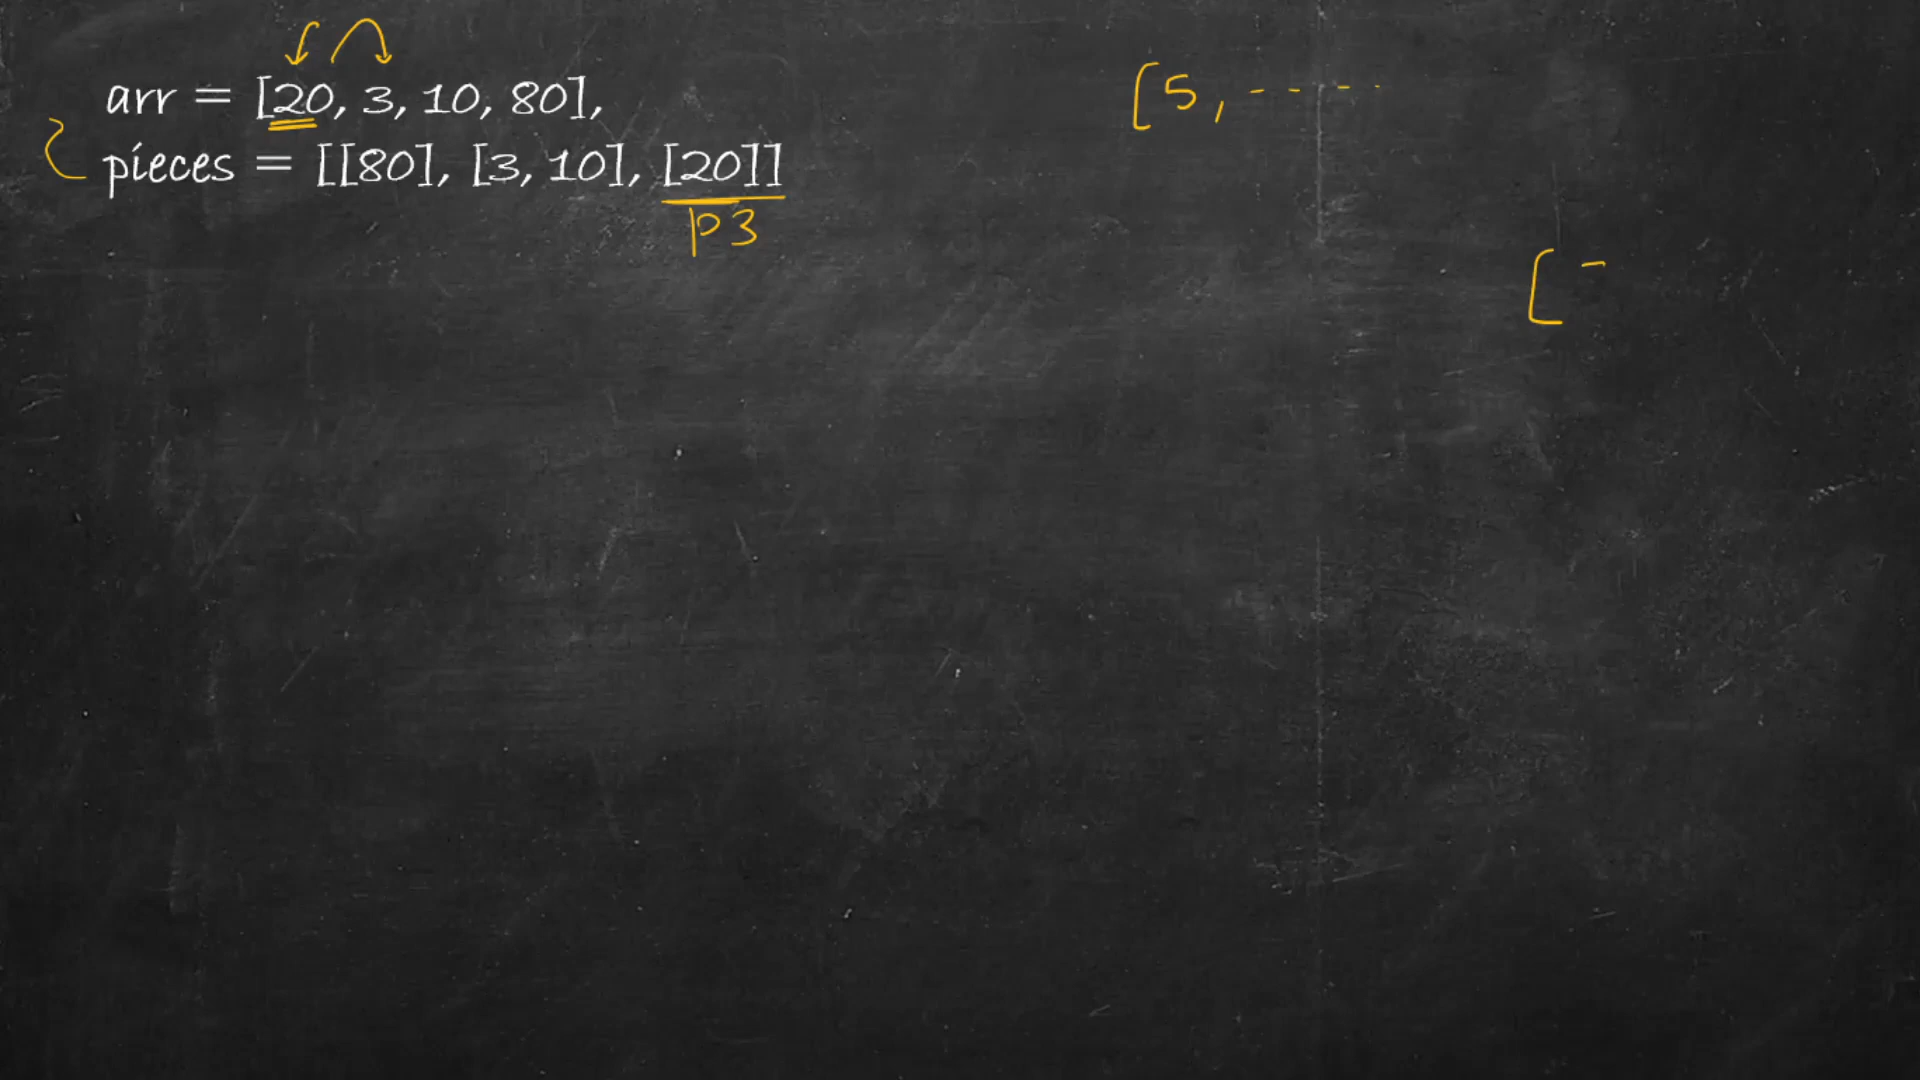 arr = [20, 3, 10, 80],
pieces = [[80], [3, 10], [20]]
p3
[5, - - - -
[ -